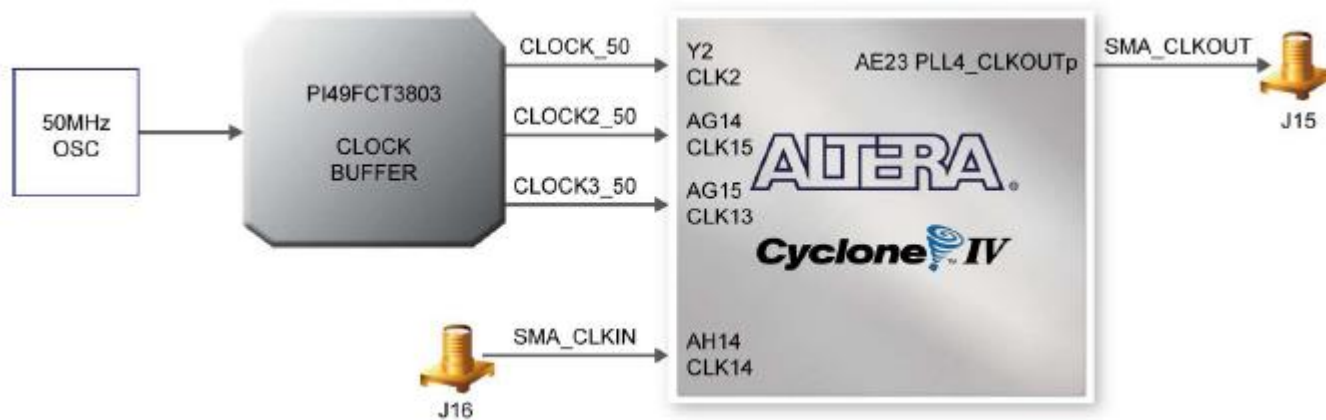 50MHz
OSC
PI49FCT3803
CLOCK
BUFFER
CLOCK_50
CLOCK2_50
CLOCK3_50
Y2
CLK2
AG14
CLK15
AG15
CLK13
AE23 PLL4_CLKOUTp
ALTERA®
Cyclone™ IV
SMA_CLKOUT
J15
SMA_CLKIN
J16
AH14
CLK14